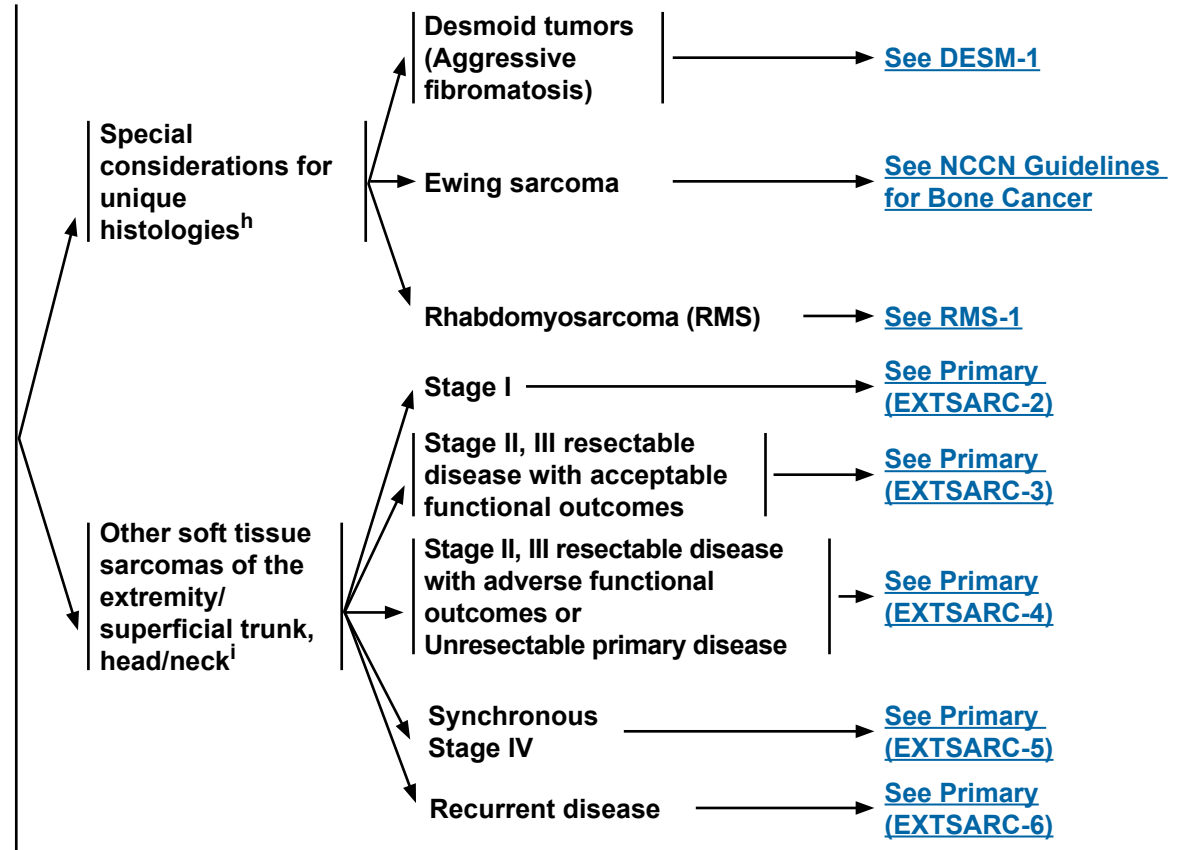 Desmoid tumors
(Aggressive
fibromatosis)
See DESM-1
Special
considerations for
unique
histologiesh
Ewing sarcoma
See NCCN Guidelines
for Bone Cancer
Rhabdomyosarcoma (RMS)
See RMS-1
Stage I
See Primary
(EXTSARC-2)
Stage II, III resectable
disease with acceptable
functional outcomes
See Primary
(EXTSARC-3)
Other soft tissue
sarcomas of the
extremity/
superficial trunk,
head/necki
Stage II, III resectable disease
with adverse functional
outcomes or
Unresectable primary disease
See Primary
(EXTSARC-4)
Synchronous
Stage IV
See Primary
(EXTSARC-5)
Recurrent disease
See Primary
(EXTSARC-6)